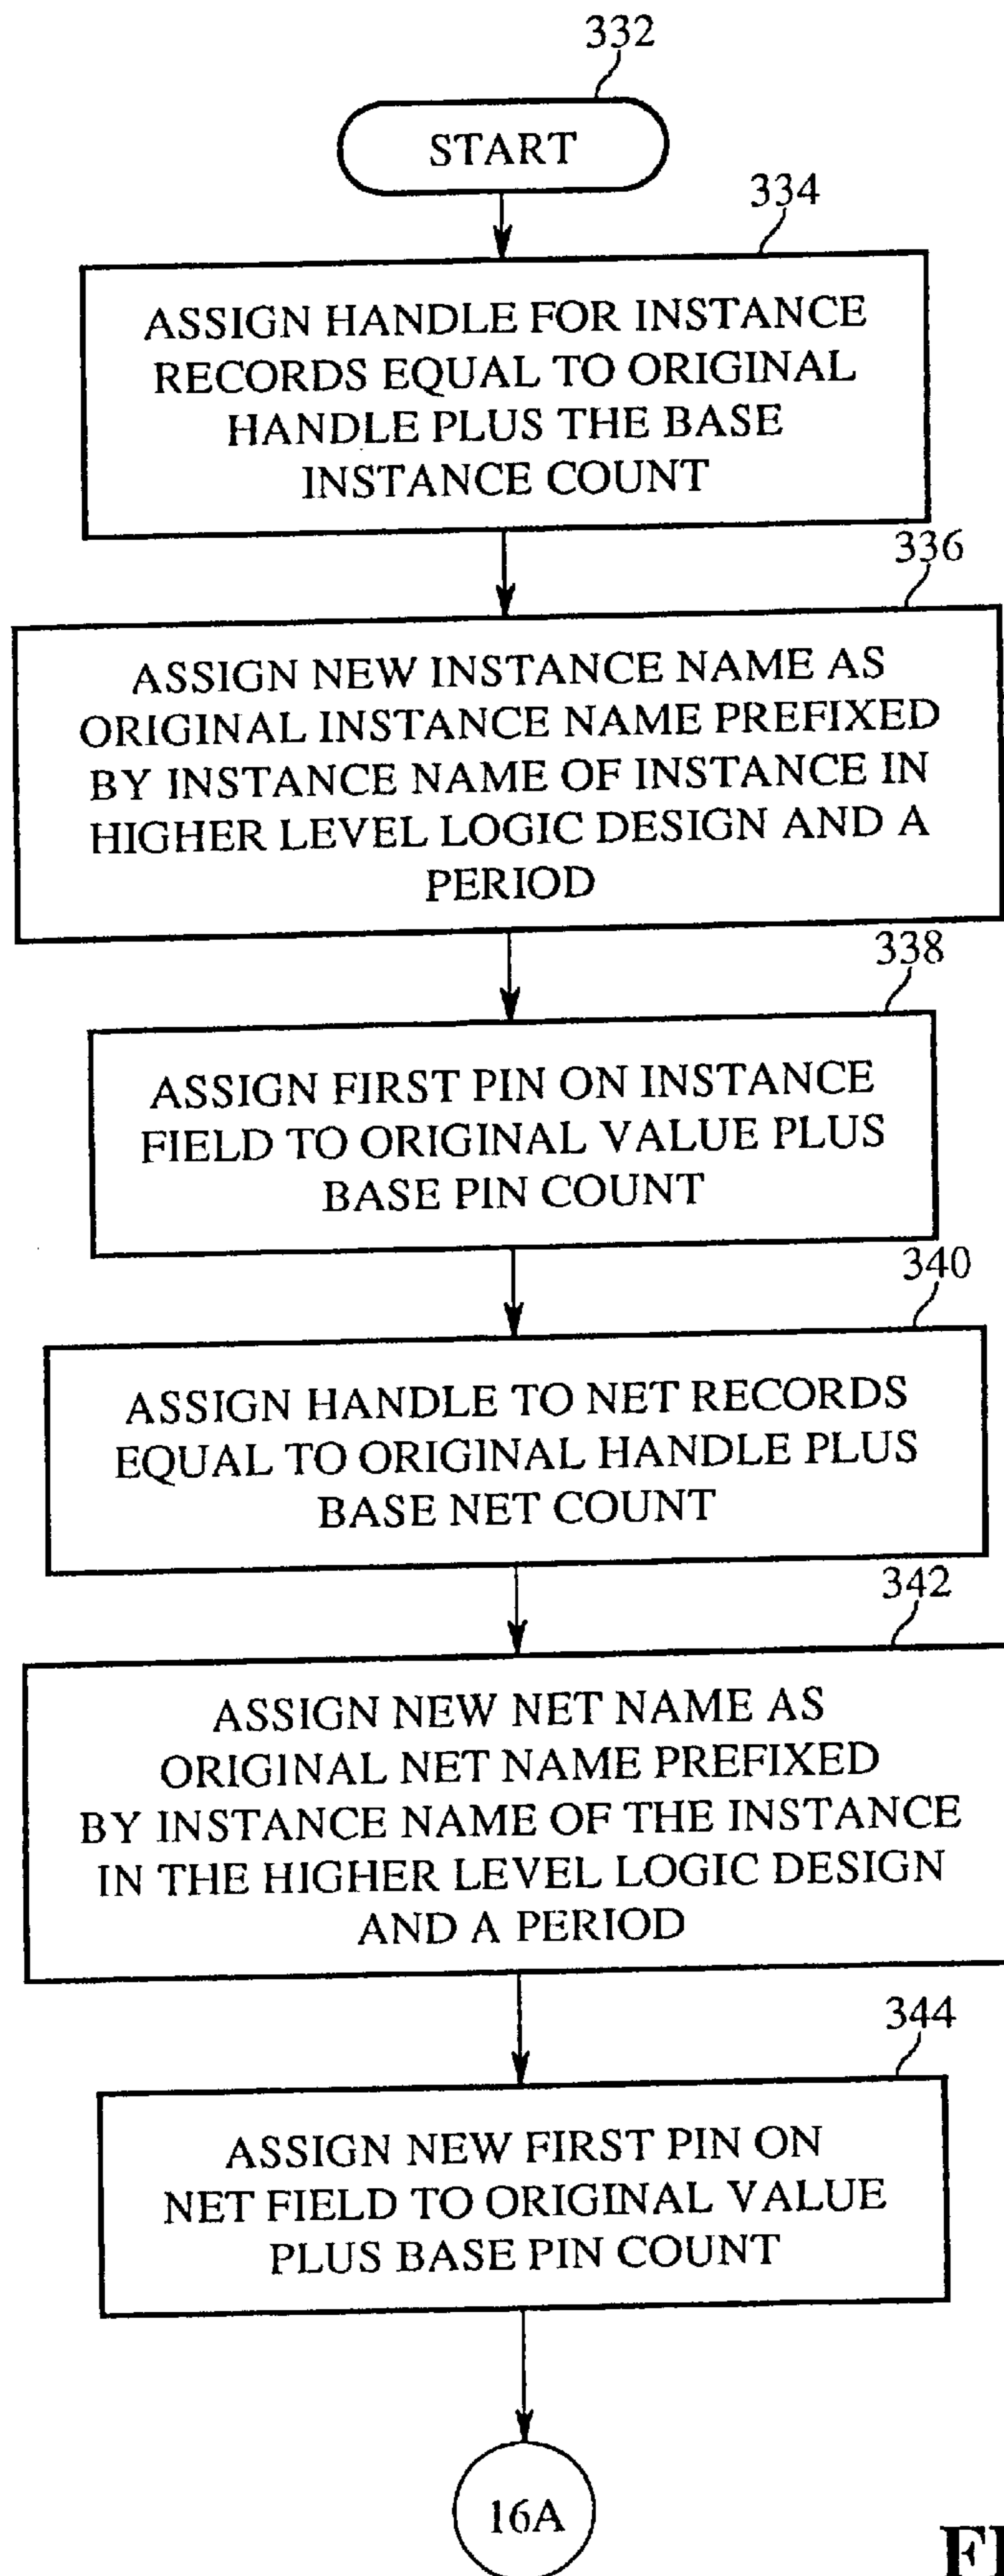 332
START
334
ASSIGN HANDLE FOR INSTANCE
RECORDS EQUAL TO ORIGINAL
HANDLE PLUS THE BASE
INSTANCE COUNT
336
ASSIGN NEW INSTANCE NAME AS
ORIGINAL INSTANCE NAME PREFIXED
BY INSTANCE NAME OF INSTANCE IN
HIGHER LEVEL LOGIC DESIGN AND A
PERIOD
338
ASSIGN FIRST PIN ON INSTANCE
FIELD TO ORIGINAL VALUE PLUS
BASE PIN COUNT
340
ASSIGN HANDLE TO NET RECORDS
EQUAL TO ORIGINAL HANDLE PLUS
BASE NET COUNT
342
ASSIGN NEW NET NAME AS
ORIGINAL NET NAME PREFIXED
BY INSTANCE NAME OF THE INSTANCE
IN THE HIGHER LEVEL LOGIC DESIGN
AND A PERIOD
344
ASSIGN NEW FIRST PIN ON
NET FIELD TO ORIGINAL VALUE
PLUS BASE PIN COUNT
16A